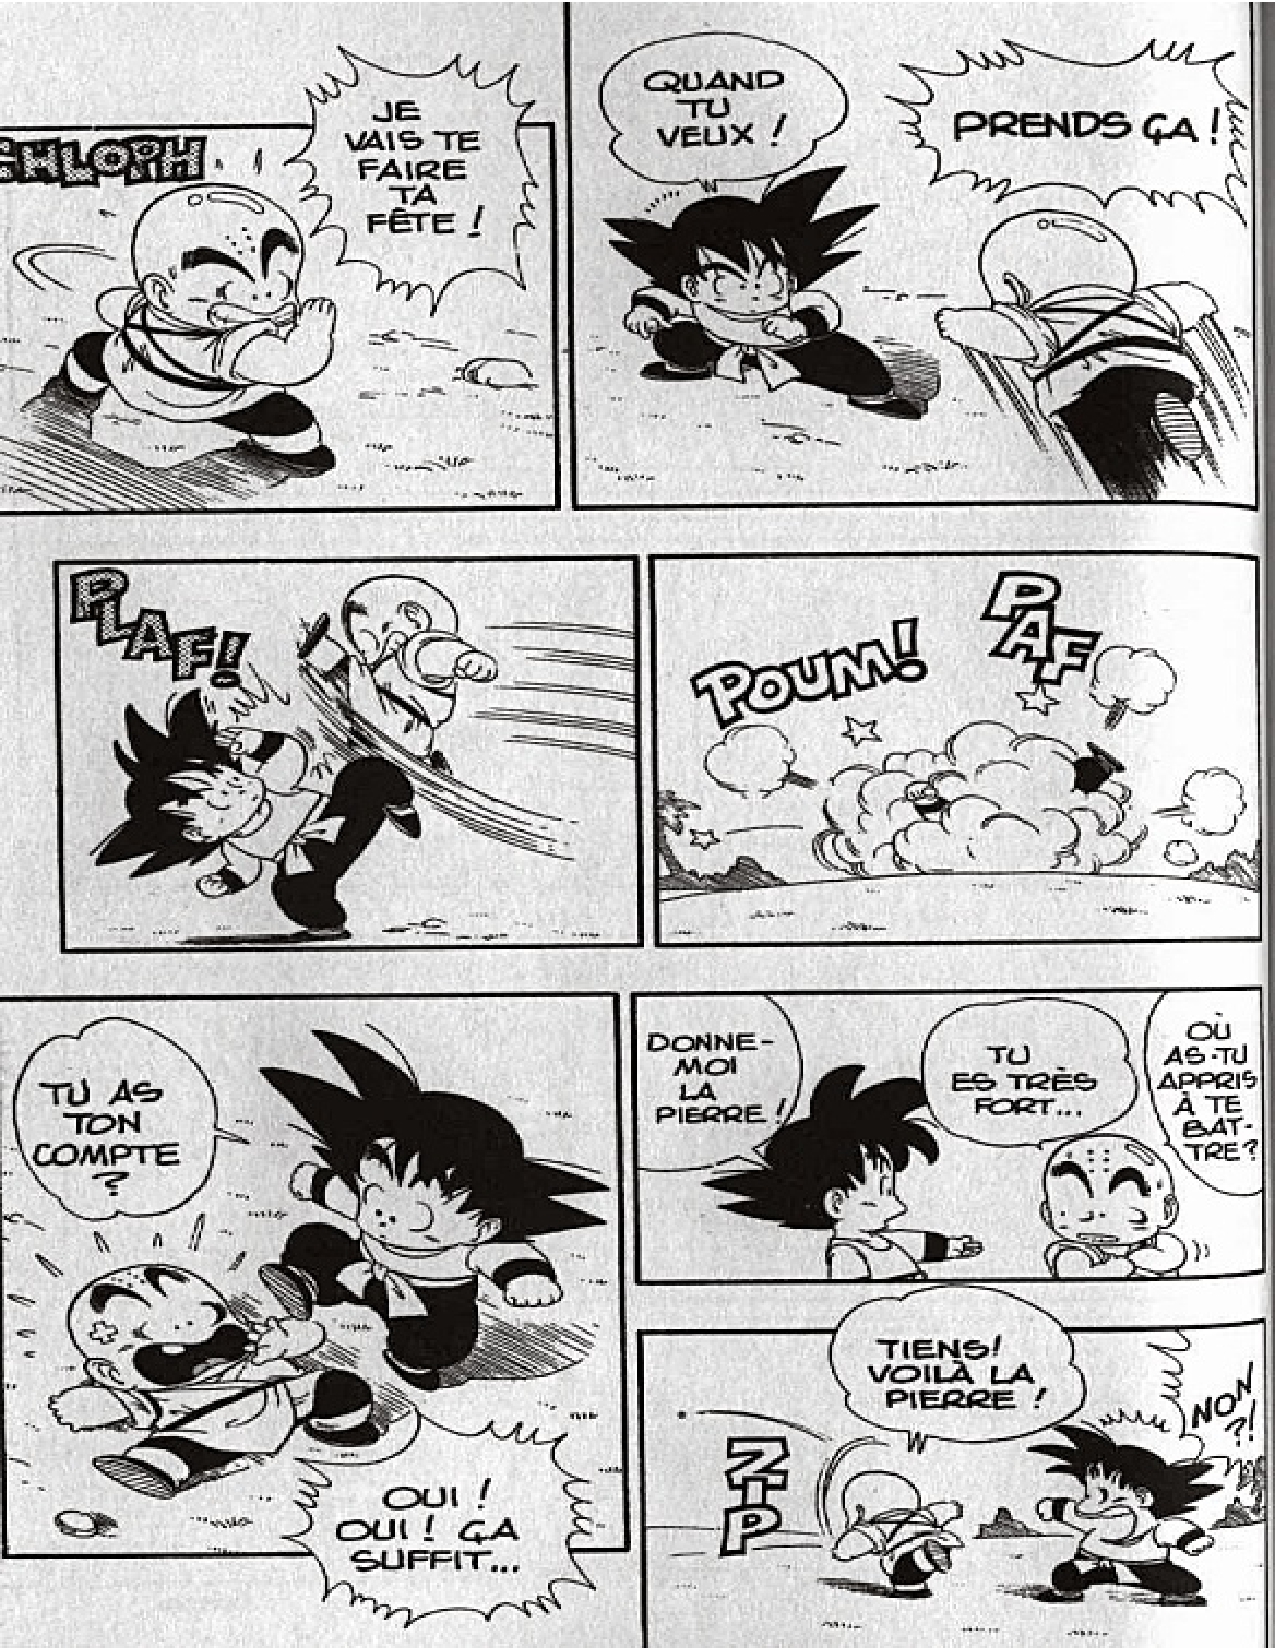 CHLOPH
JE
VAIS TE
FAIRE
TA
FÊTE !
QUAND
TU
VEUX !
PRENDS ÇA !
PLAF !
POUM !
PAF
TU AS
TON
COMPTE
?
OUI !
OUI ! ÇA
SUFFIT...
DONNE-
MOI
LA
PIERRE !
TU
ES TRÈS
FORT...
OÙ
AS-TU
APPRIS
À TE
BAT-
TRE ?
TIENS !
VOILÀ LA
PIERRE !
NON
?!
ZIP